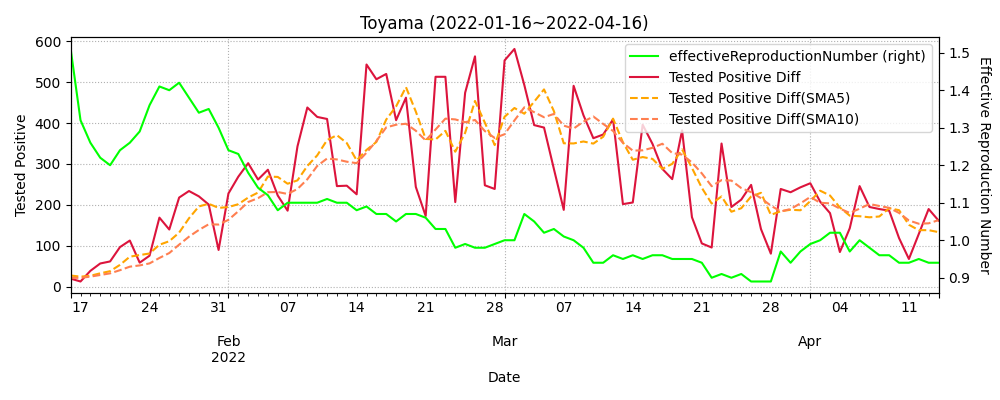 Toyama (2022-01-16~2022-04-16)
effectiveReproductionNumber (right)
Tested Positive Diff
Tested Positive Diff(SMA5)
Tested Positive Diff(SMA10)
Tested Positive
600
500
400
300
200
100
0
1.5
1.4
1.3
1.2
1.1
1.0
0.9
Effective Reproduction Number
17 24 31 07 14 21 28 07 14 21 28 04 11
Feb Mar Apr
2022
Date